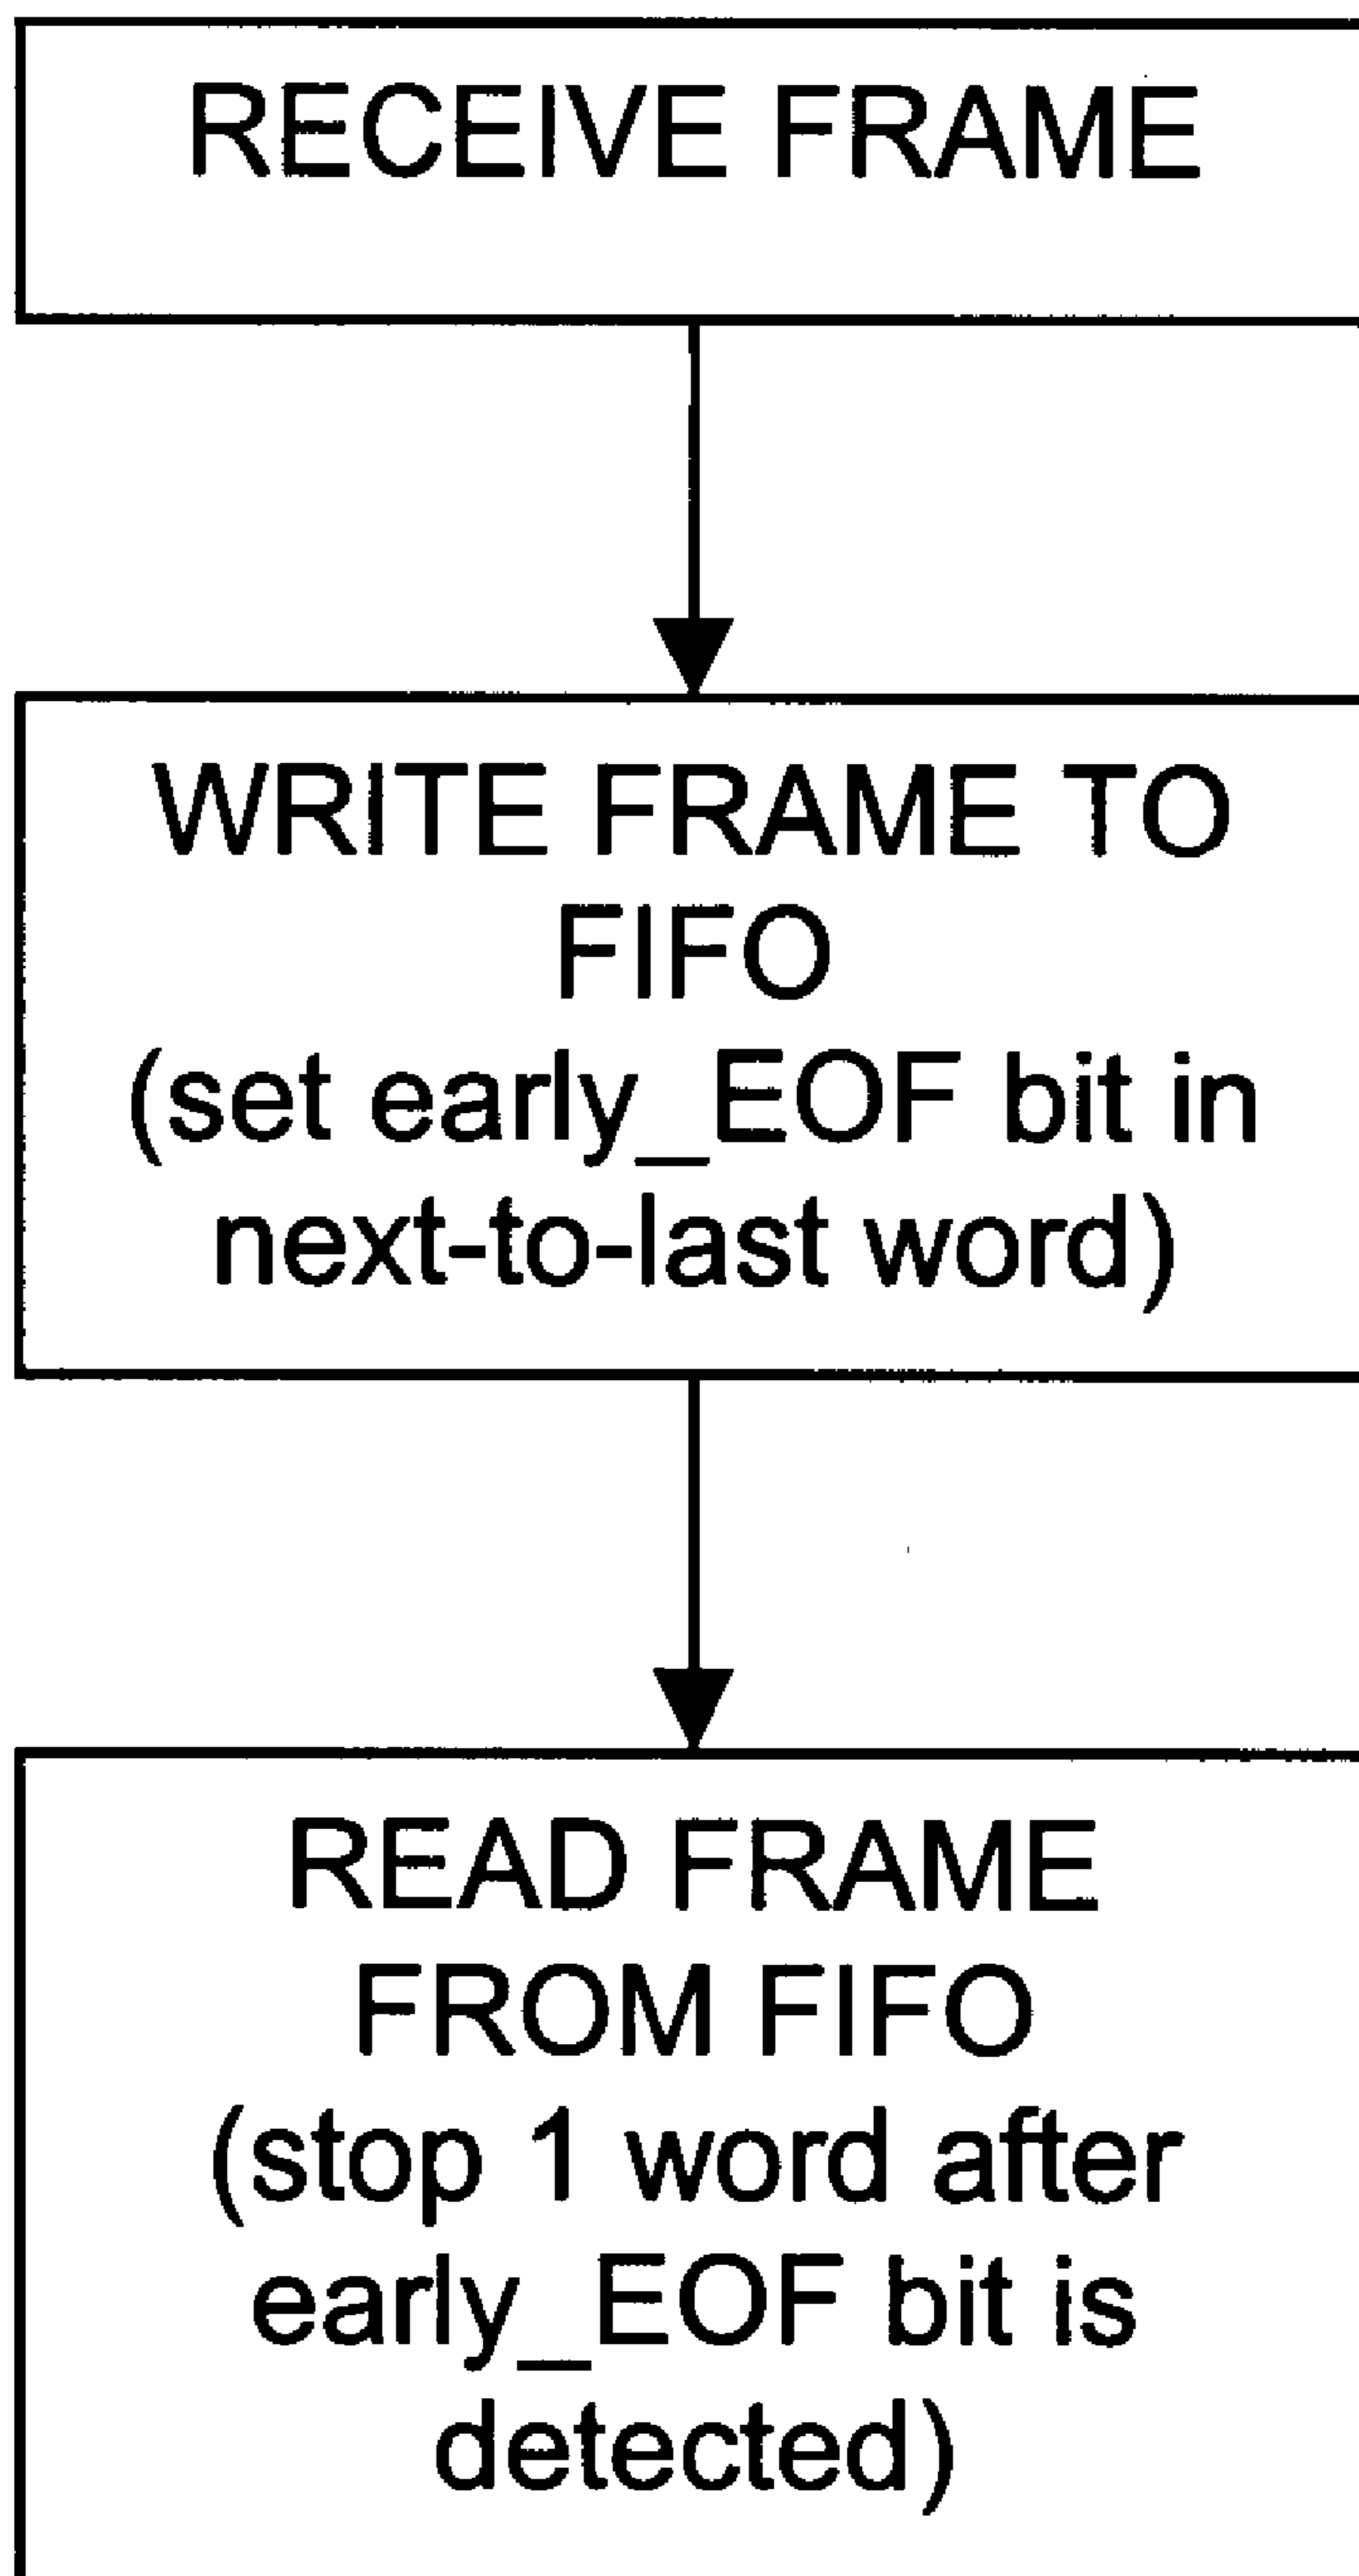 RECEIVE FRAME
WRITE FRAME TO
FIFO
(set early_EOF bit in
next-to-last word)
READ FRAME
FROM FIFO
(stop 1 word after
early_EOF bit is
detected)